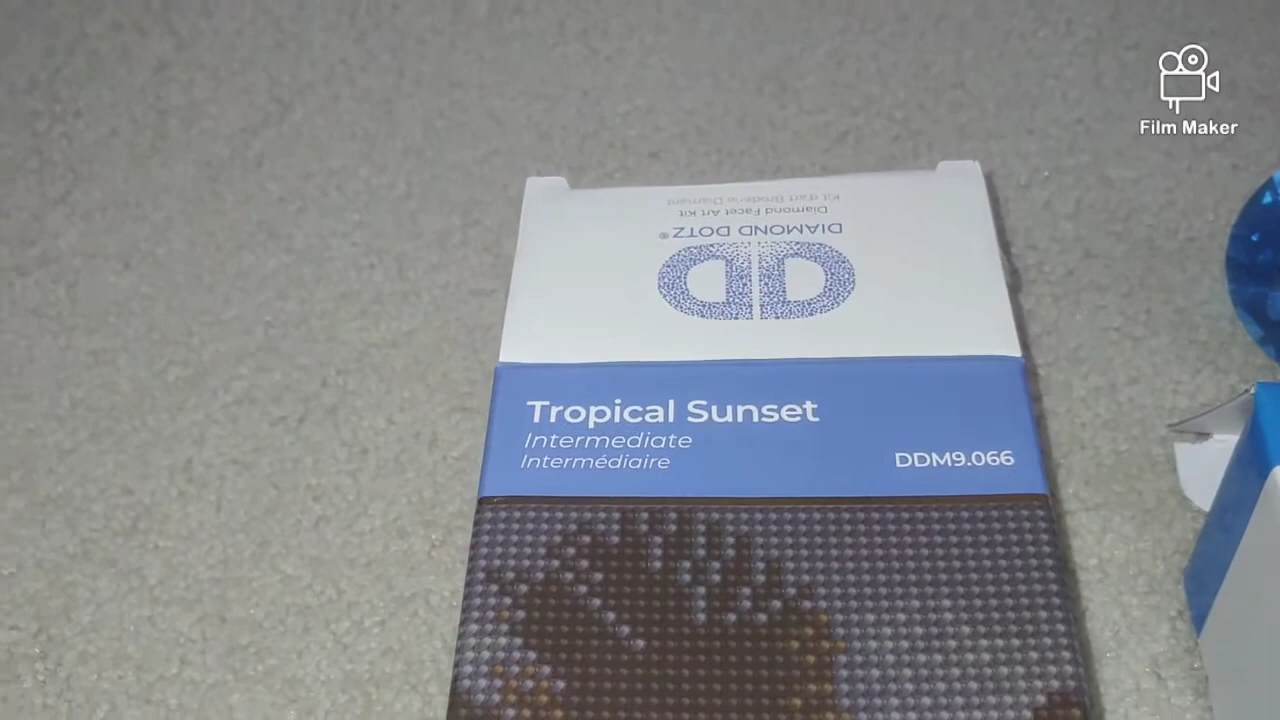 Film Maker
Kit d'art Broderie Diamant
Diamond Facet Art Kit
DIAMOND DOTZ®
Tropical Sunset
Intermediate
Intermédiaire
DDM9.066